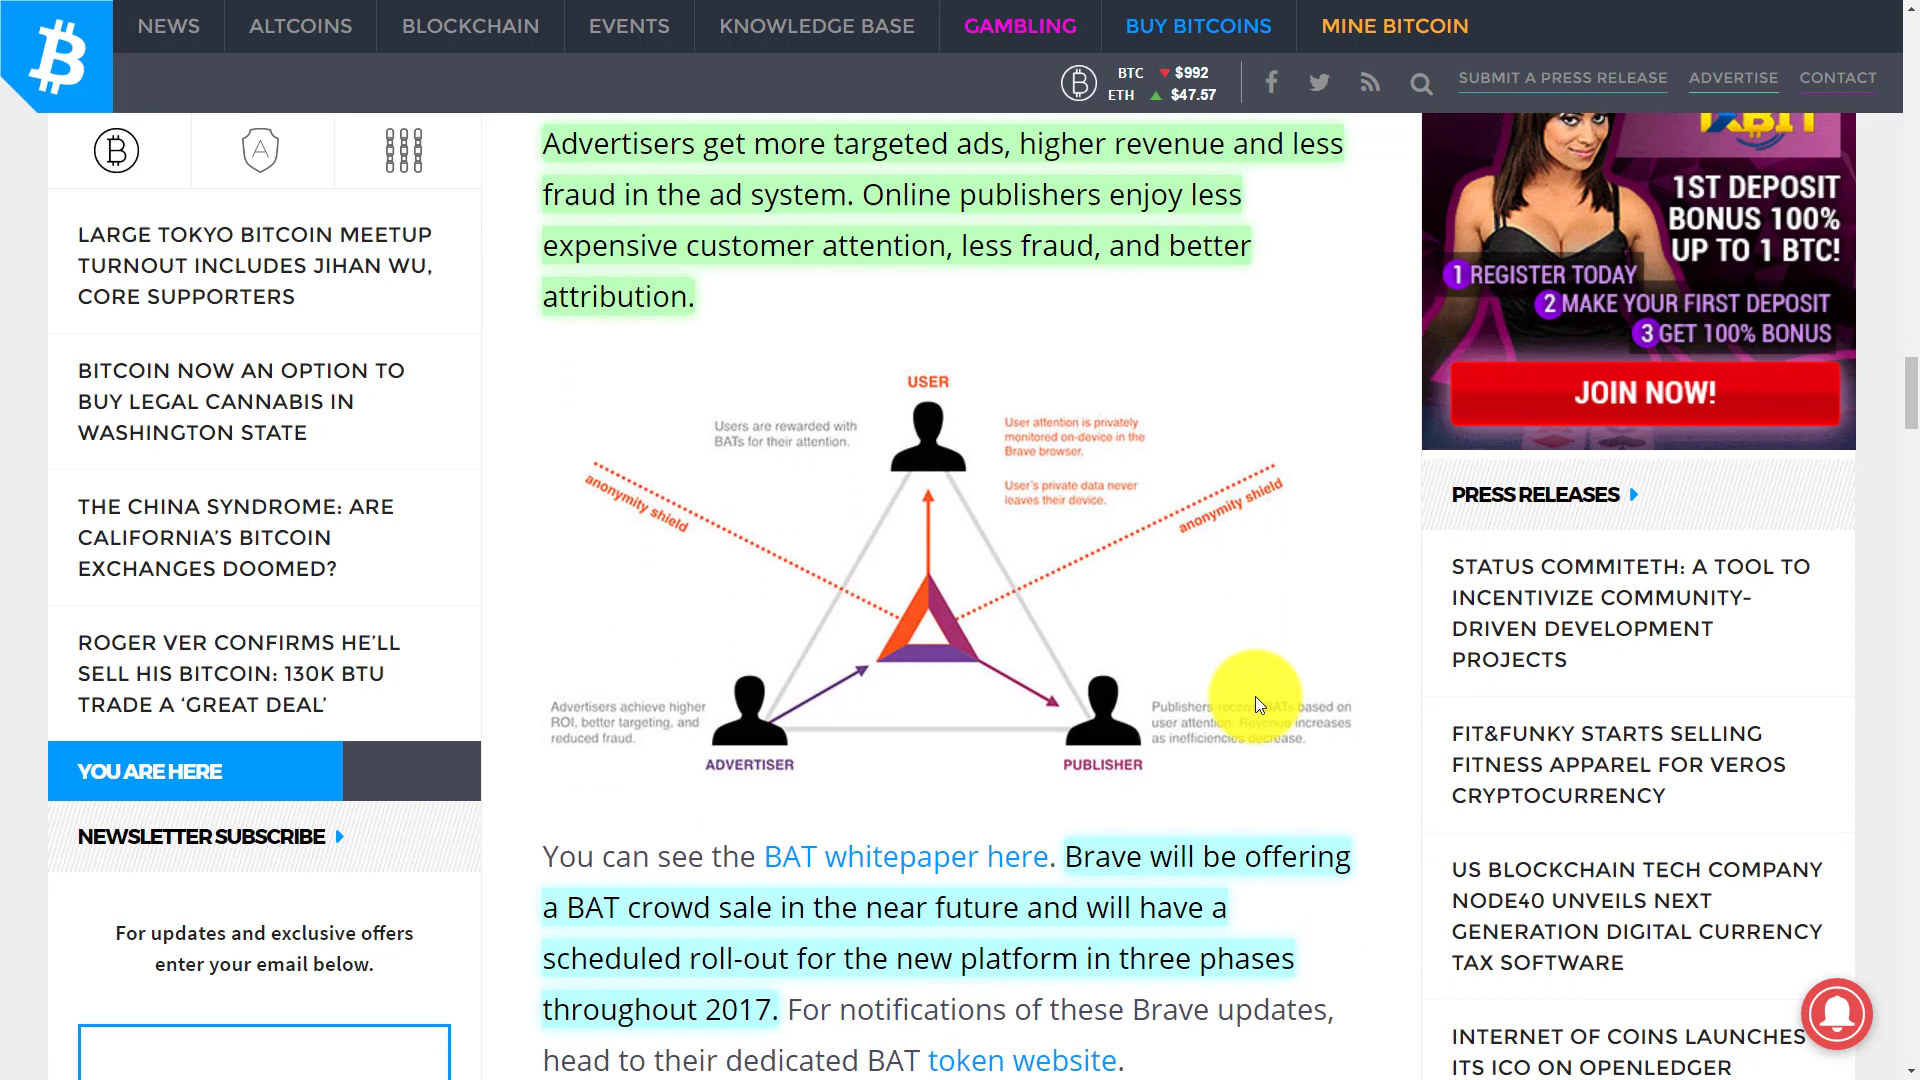 NEWS
ALTCOINS
BLOCKCHAIN
EVENTS
KNOWLEDGE BASE
GAMBLING
BUY BITCOINS
MINE BITCOIN
BTC ▼ $992
ETH ▲ $47.57
SUBMIT A PRESS RELEASE
ADVERTISE
CONTACT
LARGE TOKYO BITCOIN MEETUP
TURNOUT INCLUDES JIHAN WU,
CORE SUPPORTERS
BITCOIN NOW AN OPTION TO
BUY LEGAL CANNABIS IN
WASHINGTON STATE
THE CHINA SYNDROME: ARE
CALIFORNIA’S BITCOIN
EXCHANGES DOOMED?
ROGER VER CONFIRMS HE’LL
SELL HIS BITCOIN: 130K BTU
TRADE A ‘GREAT DEAL’
YOU ARE HERE
NEWSLETTER SUBSCRIBE
For updates and exclusive offers
enter your email below.
Advertisers get more targeted ads, higher revenue and less
fraud in the ad system. Online publishers enjoy less
expensive customer attention, less fraud, and better
attribution.
USER
Users are rewarded with
BATs for their attention.
User attention is privately
monitored on-device in the
Brave browser.
User's private data never
leaves their device.
anonymity shield
anonymity shield
Advertisers achieve higher
ROI, better targeting, and
reduced fraud.
ADVERTISER
Publishers receive BATs based on
user attention. Revenue increases
as inefficiencies decrease.
PUBLISHER
You can see the BAT whitepaper here. Brave will be offering
a BAT crowd sale in the near future and will have a
scheduled roll-out for the new platform in three phases
throughout 2017. For notifications of these Brave updates,
head to their dedicated BAT token website.
1ST DEPOSIT
BONUS 100%
UP TO 1 BTC!
1 REGISTER TODAY
2 MAKE YOUR FIRST DEPOSIT
3 GET 100% BONUS
JOIN NOW!
PRESS RELEASES
STATUS COMMITETH: A TOOL TO
INCENTIVIZE COMMUNITY-
DRIVEN DEVELOPMENT
PROJECTS
FIT&FUNKY STARTS SELLING
FITNESS APPAREL FOR VEROS
CRYPTOCURRENCY
US BLOCKCHAIN TECH COMPANY
NODE40 UNVEILS NEXT
GENERATION DIGITAL CURRENCY
TAX SOFTWARE
INTERNET OF COINS LAUNCHES
ITS ICO ON OPENLEDGER